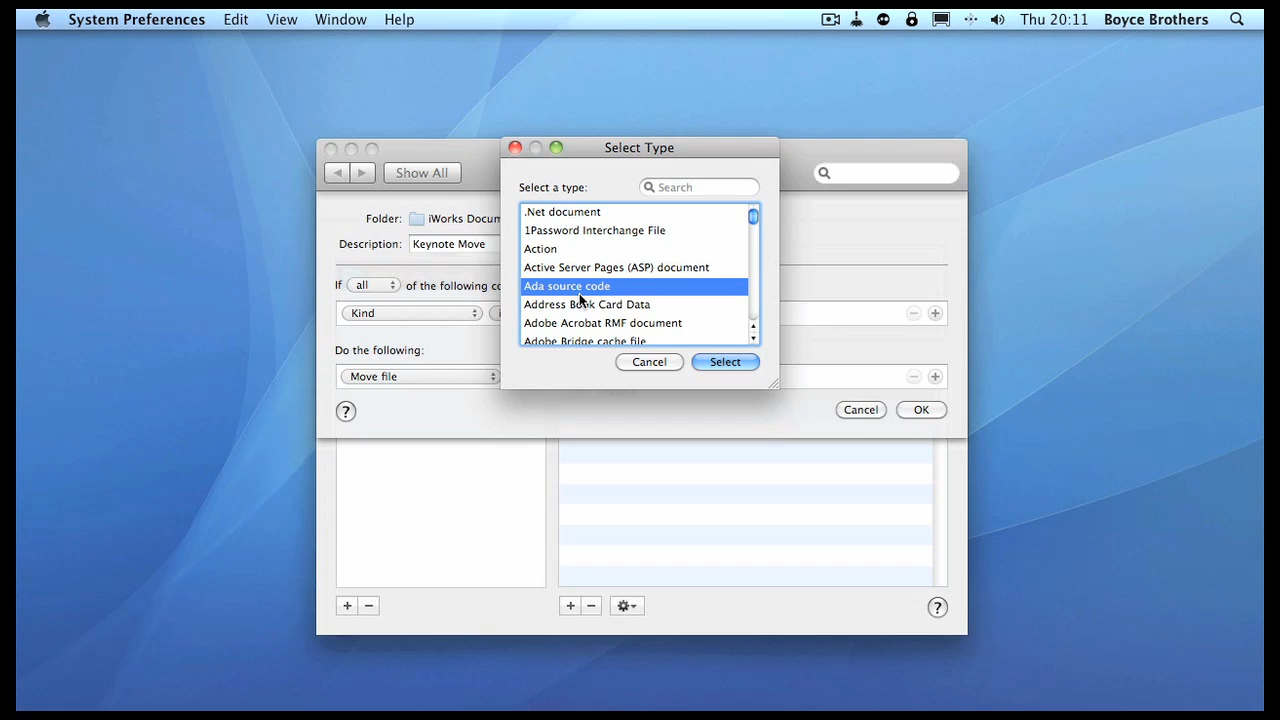 System Preferences Edit View Window Help Thu 20:11 Boyce Brothers
Select Type
Show All
Select a type: Search
.Net document
1Password Interchange File
Action
Active Server Pages (ASP) document
Ada source code
Address Book Card Data
Adobe Acrobat RMF document
Adobe Bridge cache file
Cancel Select
Folder: iWorks Docum
Description: Keynote Move
If all of the following co
Kind
Do the following:
Move file
? Cancel OK
?